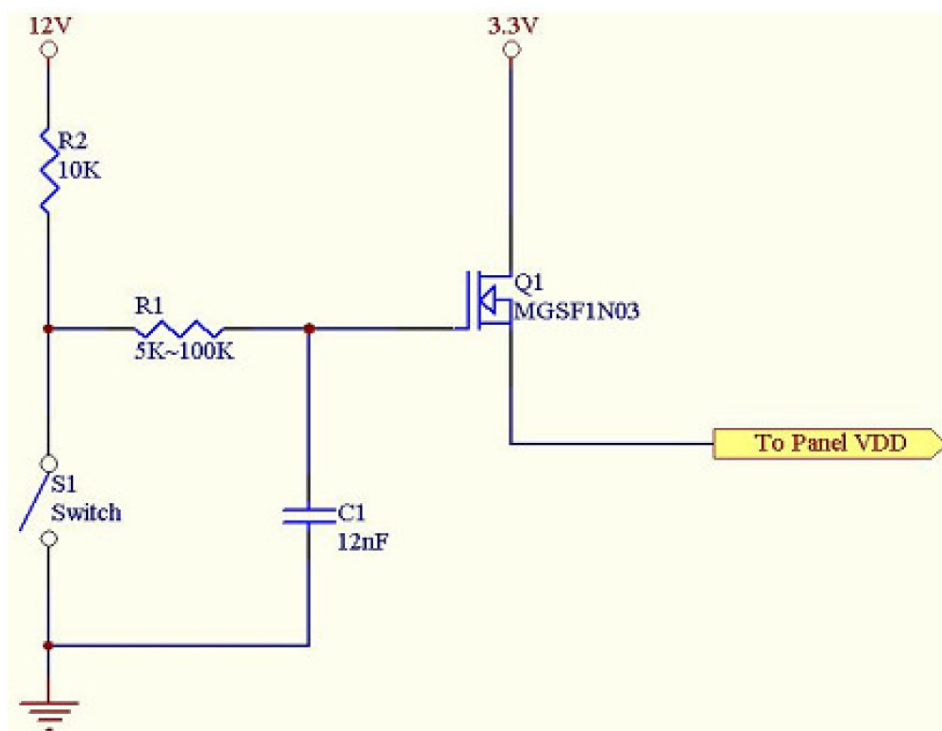 12V
3.3V
R2
10K
R1
5K~100K
Q1
MGSF1N03
To Panel VDD
S1
Switch
C1
12nF